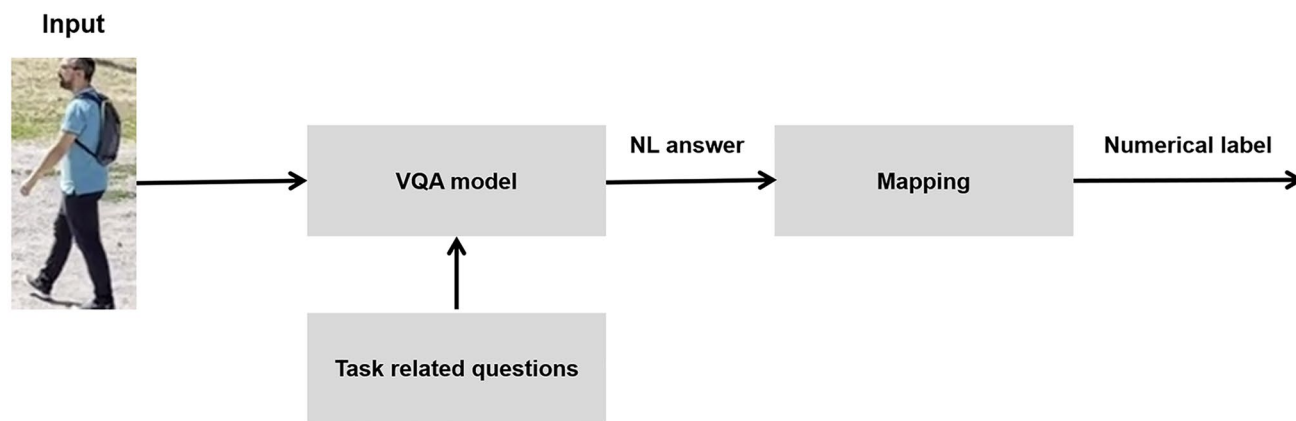 Input
NL answer
Numerical label
VQA model
Mapping
Task related questions